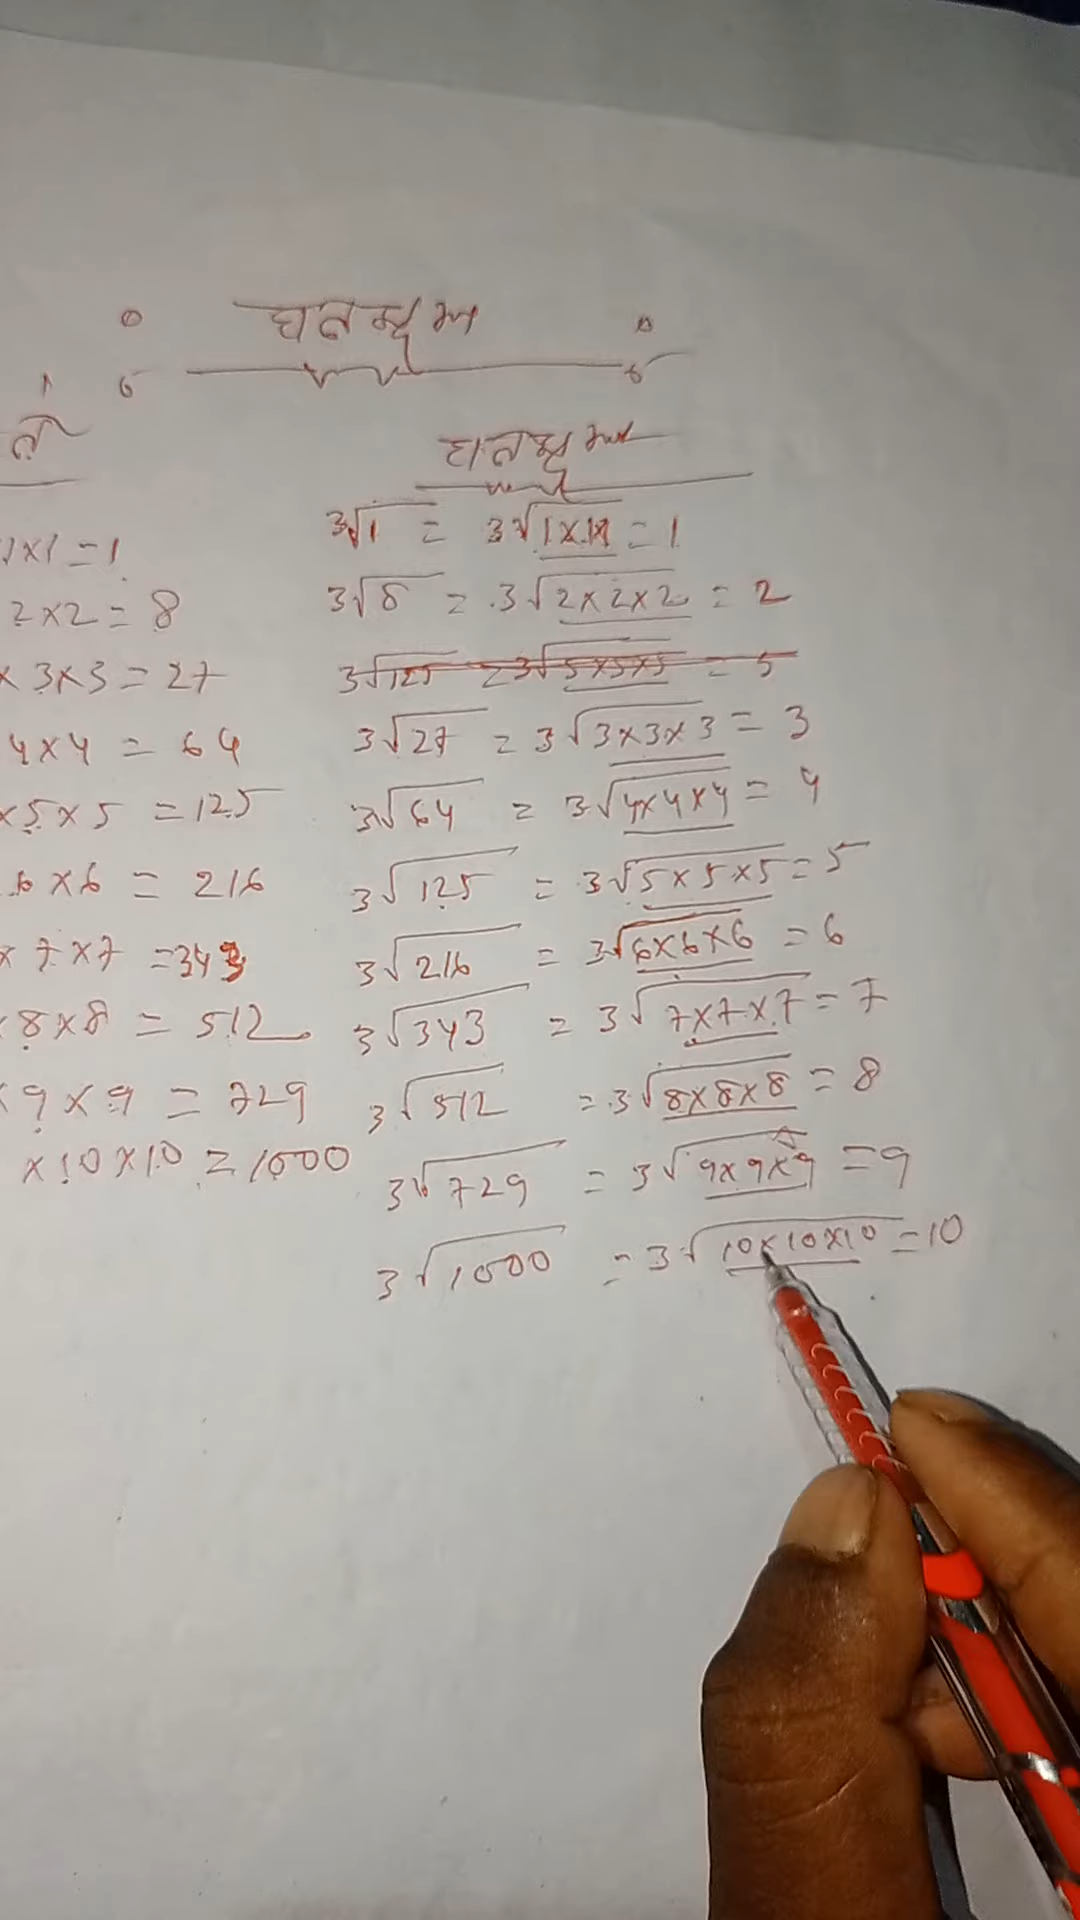 ঘনমূল
ঘনমূল
1×1 = 1
2×2 = 8
×3×3 = 27
4×4 = 64
×5×5 = 125
6×6 = 216
×7×7 = 343
×8×8 = 512
×9×9 = 729
×10×10 = 1000
3√1 = 3√1×1×1 = 1
3√8 = 3√2×2×2 = 2
3√125 = 3√5×5×5 = 5
3√27 = 3√3×3×3 = 3
3√64 = 3√4×4×4 = 4
3√125 = 3√5×5×5 = 5
3√216 = 3√6×6×6 = 6
3√343 = 3√7×7×7 = 7
3√512 = 3√8×8×8 = 8
3√729 = 3√9×9×9 = 9
3√1000 = 3√10×10×10 = 10